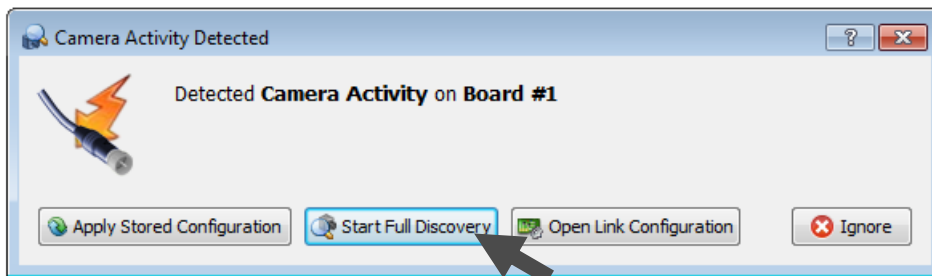 Camera Activity Detected
Detected Camera Activity on Board #1
Apply Stored Configuration
Start Full Discovery
Open Link Configuration
Ignore